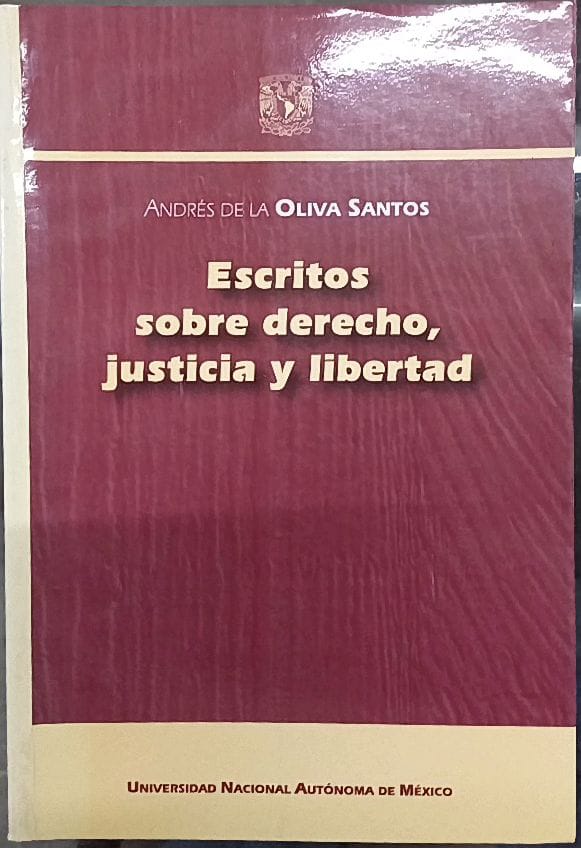 ANDRÉS DE LA OLIVA SANTOS
Escritos
sobre derecho,
justicia y libertad
UNIVERSIDAD NACIONAL AUTÓNOMA DE MÉXICO